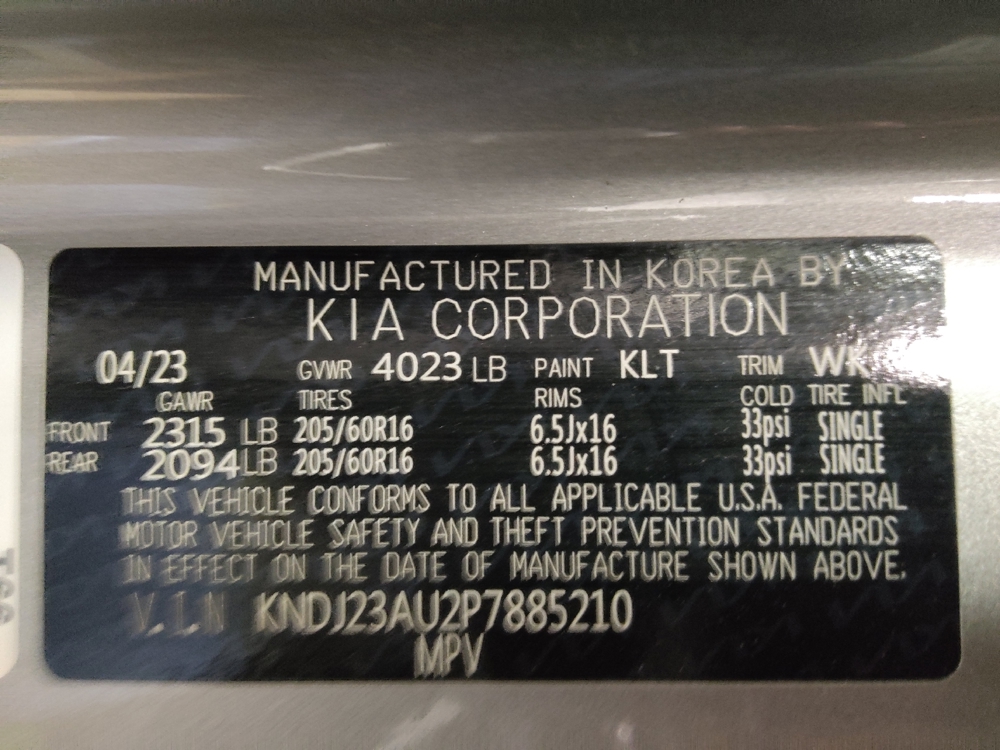 MANUFACTURED IN KOREA BY
KIA CORPORATION
04/23 GVWR 4023 LB PAINT KLT TRIM WK
GAWR TIRES RIMS COLD TIRE INFL
FRONT 2315 LB 205/60R16 6.5Jx16 33psi SINGLE
REAR 2094 LB 205/60R16 6.5Jx16 33psi SINGLE
THIS VEHICLE CONFORMS TO ALL APPLICABLE U.S.A. FEDERAL
MOTOR VEHICLE SAFETY AND THEFT PREVENTION STANDARDS
IN EFFECT ON THE DATE OF MANUFACTURE SHOWN ABOVE.
V.I.N KNDJ23AU2P7885210
MPV